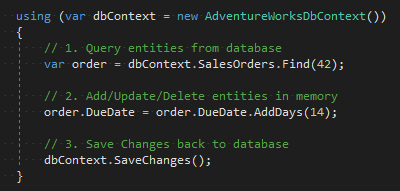 using (var dbContext = new AdventureWorksDbContext())
{
// 1. Query entities from database
var order = dbContext.SalesOrders.Find(42);
// 2. Add/Update/Delete entities in memory
order.DueDate = order.DueDate.AddDays(14);
// 3. Save Changes back to database
dbContext.SaveChanges();
}